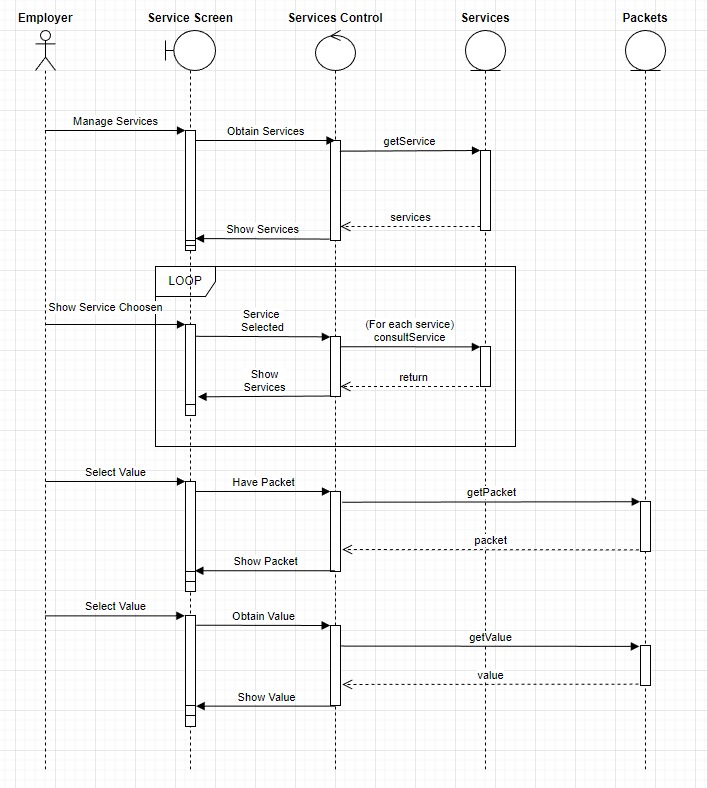 Employer
Service Screen
Services Control
Services
Packets
Manage Services
Obtain Services
getService
services
Show Services
LOOP
Show Service Choosen
Service
Selected
(For each service)
consultService
return
Show
Services
Select Value
Have Packet
getPacket
packet
Show Packet
Select Value
Obtain Value
getValue
value
Show Value